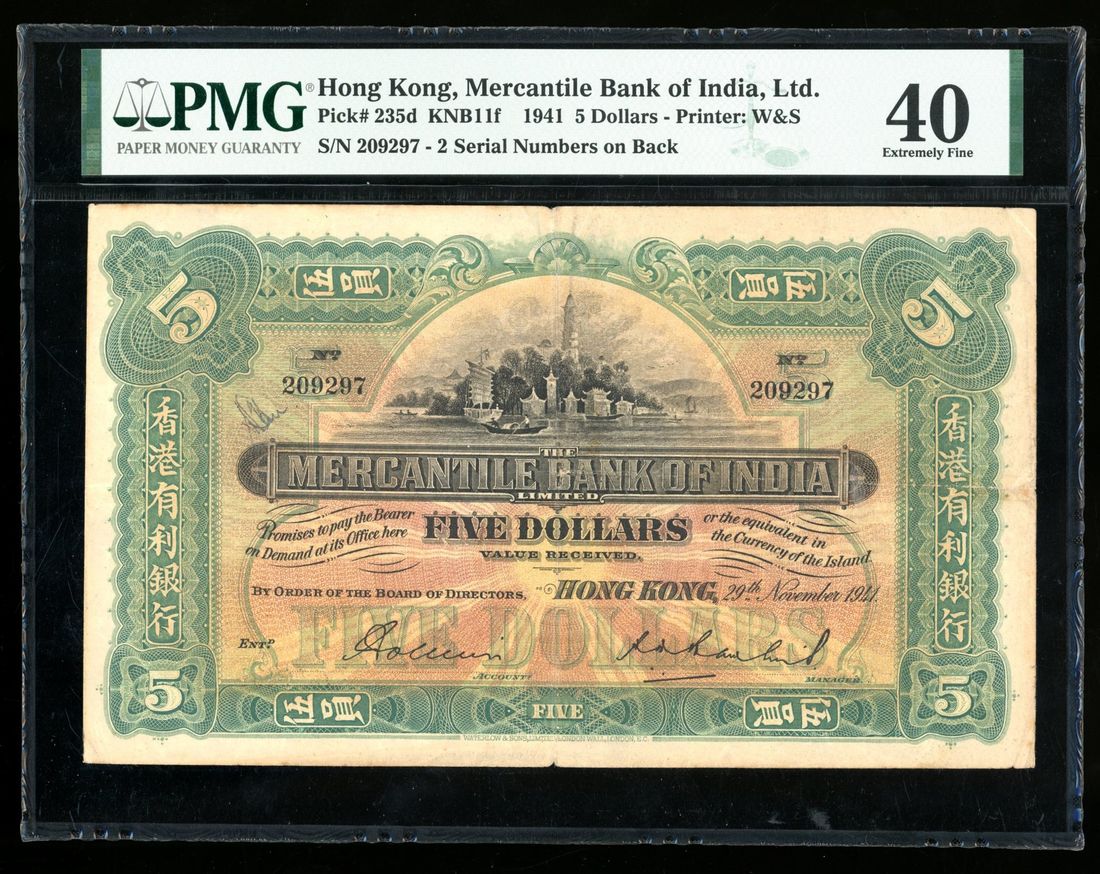 PMG®
PAPER MONEY GUARANTY
Hong Kong, Mercantile Bank of India, Ltd.
Pick# 235d KNB11f 1941 5 Dollars - Printer: W&S
S/N 209297 - 2 Serial Numbers on Back
40
Extremely Fine
5 伍員 伍員 5
Nº Nº
209297 209297
香港有利銀行
香港有利銀行
THE
MERCANTILE BANK OF INDIA
LIMITED
Promises to pay the Bearer
on Demand at its Office here
FIVE DOLLARS
VALUE RECEIVED.
or the equivalent in
the Currency of the Island.
BY ORDER OF THE BOARD OF DIRECTORS,
HONG KONG, 29th November 1941.
FIVE DOLLARS
ENTD.
ACCOUNT.
MANAGER
5 伍員 FIVE 伍員 5
WATERLOW & SONS, LIMITED, LONDON WALL, LONDON, E.C.